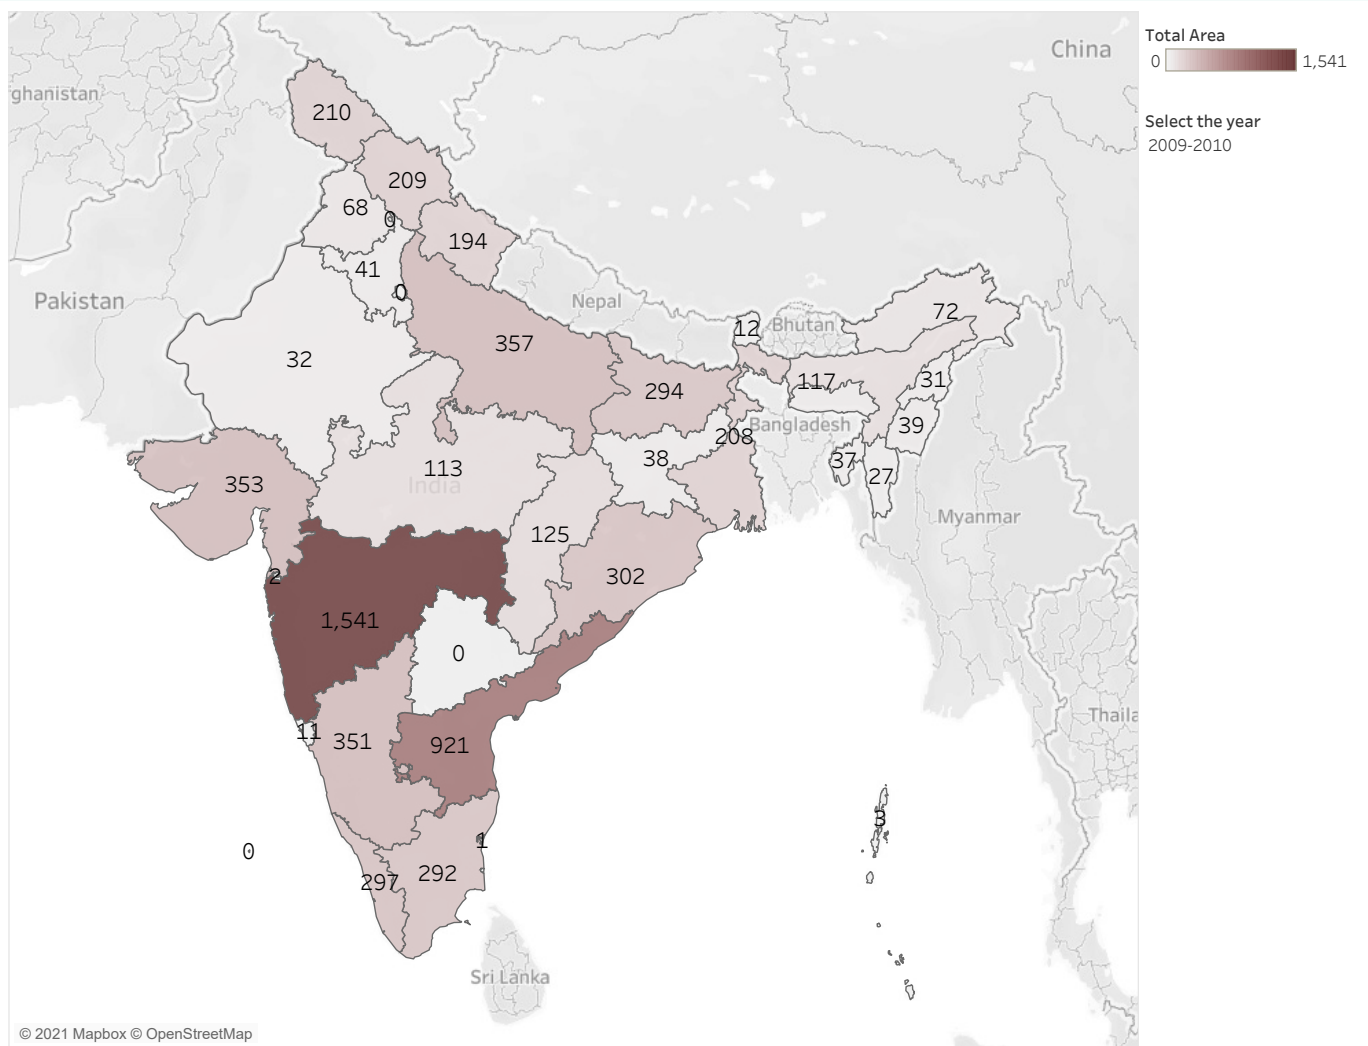 China
Total Area
0
1,541
Select the year
2009-2010
ghanistan
210
209
68
0
194
41
0
Pakistan
Nepal
12
Bhutan
72
32
357
294
117
31
208
Bangladesh
39
38
37
27
113
India
353
Myanmar
125
302
2
1,541
0
Thaila
11
351
921
3
1
0
297
292
Sri Lanka
© 2021 Mapbox © OpenStreetMap